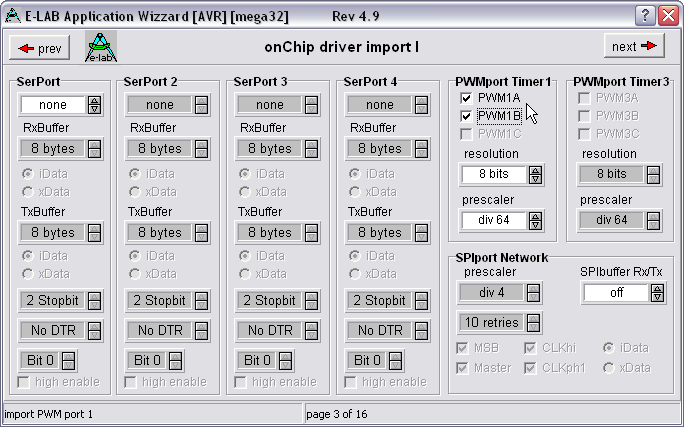 E-LAB Application Wizzard [AVR] [mega32] Rev 4.9
prev
e-lab
onChip driver import I
next
SerPort
none
RxBuffer
8 bytes
iData
xData
TxBuffer
8 bytes
iData
xData
2 Stopbit
No DTR
Bit 0
high enable
SerPort 2
none
RxBuffer
8 bytes
iData
xData
TxBuffer
8 bytes
iData
xData
2 Stopbit
No DTR
Bit 0
high enable
SerPort 3
none
RxBuffer
8 bytes
iData
xData
TxBuffer
8 bytes
iData
xData
2 Stopbit
No DTR
Bit 0
high enable
SerPort 4
none
RxBuffer
8 bytes
iData
xData
TxBuffer
8 bytes
iData
xData
2 Stopbit
No DTR
Bit 0
high enable
PWMport Timer1
PWM1A
PWM1B
PWM1C
resolution
8 bits
prescaler
div 64
PWMport Timer3
PWM3A
PWM3B
PWM3C
resolution
8 bits
prescaler
div 64
SPIport Network
prescaler
div 4
10 retries
SPIbuffer Rx/Tx
off
MSB CLKhi iData
Master CLKph1 xData
import PWM port 1
page 3 of 16